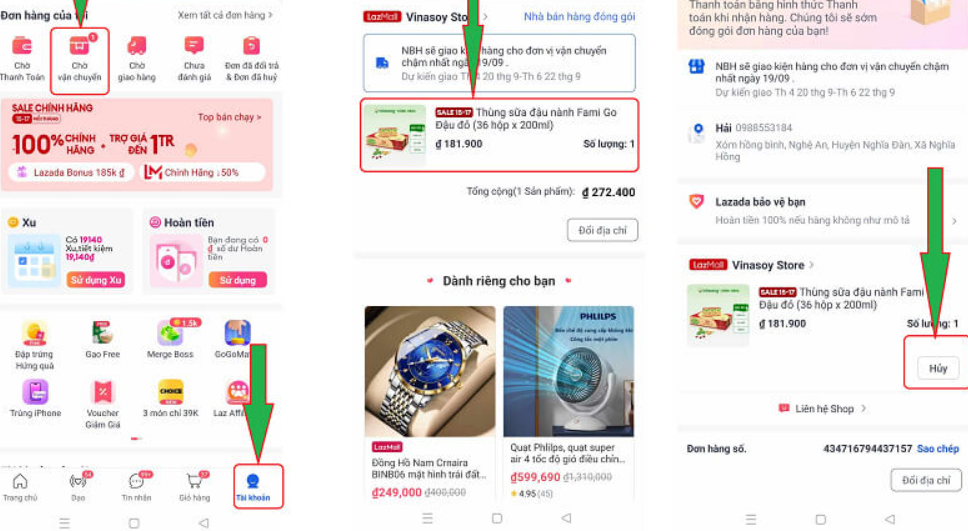 Đơn hàng của tôi
Xem tất cả đơn hàng >
1
Chờ
Thanh Toán
Chờ
vận chuyển
Chờ
giao hàng
Chưa
đánh giá
Đơn đã đổi trả
& Đơn đã huỷ
SALE CHÍNH HÃNG
15-17 MỖI THÁNG
Top bán chạy >
100% CHÍNH HÃNG • TRỢ GIÁ ĐẾN 1TR
Lazada Bonus 185k ₫
LM Chính Hãng ↓50%
Xu
Có 19140
Xu,tiết kiệm
19,140₫
Sử dụng Xu
Hoàn tiền
Bạn đang có 0
₫ số dư Hoàn
tiền
Sử dụng
1.5k
Đập trứng
Hứng quà
Gạo Free
Merge Boss
GoGoMa
CHOICE
Trúng iPhone
Voucher
Giảm Giá
3 món chỉ 39K
Laz Aff
54
99+
37
Trang chủ
Dạo
Tin nhắn
Giỏ hàng
Tài khoản
LazMall Vinasoy Sto >
Nhà bán hàng đóng gói
NBH sẽ giao kiện hàng cho đơn vị vận chuyển
chậm nhất ngày 19/09 .
Dự kiến giao Th 4 20 thg 9-Th 6 22 thg 9
SALE 15-17 Thùng sữa đậu nành Fami Go
Đậu đỏ (36 hộp x 200ml)
₫ 181.900
Số lượng: 1
Tổng cộng(1 Sản phẩm): ₫ 272.400
Đổi địa chỉ
Dành riêng cho bạn
PHLIIPS
LazMall
Đồng Hồ Nam Crnaira
BINB06 mặt hình trái đất...
₫249,000 ₫400,000
Quạt Philips, quạt super
air 4 tốc độ gió điều chỉn...
₫599,690 ₫1,310,000
4.95 (45)
Thanh toán bằng hình thức Thanh
toán khi nhận hàng. Chúng tôi sẽ sớm
đóng gói đơn hàng của bạn!
NBH sẽ giao kiện hàng cho đơn vị vận chuyển chậm
nhất ngày 19/09 .
Dự kiến giao Th 4 20 thg 9-Th 6 22 thg 9
Hải 0988553184
Xóm hồng bình, Nghệ An, Huyện Nghĩa Đàn, Xã Nghĩa
Hồng
Lazada bảo vệ bạn
Hoàn tiền 100% nếu hàng không như mô tả >
LazMall Vinasoy Store >
SALE 15-17 Thùng sữa đậu nành Fami
Đậu đỏ (36 hộp x 200ml)
₫ 181.900
Số lượng: 1
Hủy
Liên hệ Shop >
Đơn hàng số.
434716794437157 Sao chép
Đổi địa chỉ